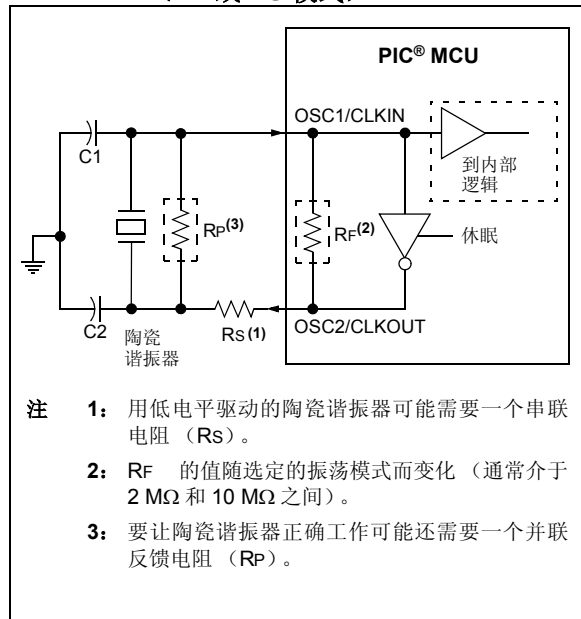 PIC® MCU
OSC1/CLKIN
C1
到内部
逻辑
RP(3)
RF(2)
休眠
OSC2/CLKOUT
C2
陶瓷
谐振器
RS(1)
注 1： 用低电平驱动的陶瓷谐振器可能需要一个串联
电阻 （RS）。
2： RF 的值随选定的振荡模式而变化 （通常介于
2 MΩ 和 10 MΩ 之间）。
3： 要让陶瓷谐振器正确工作可能还需要一个并联
反馈电阻 （RP）。